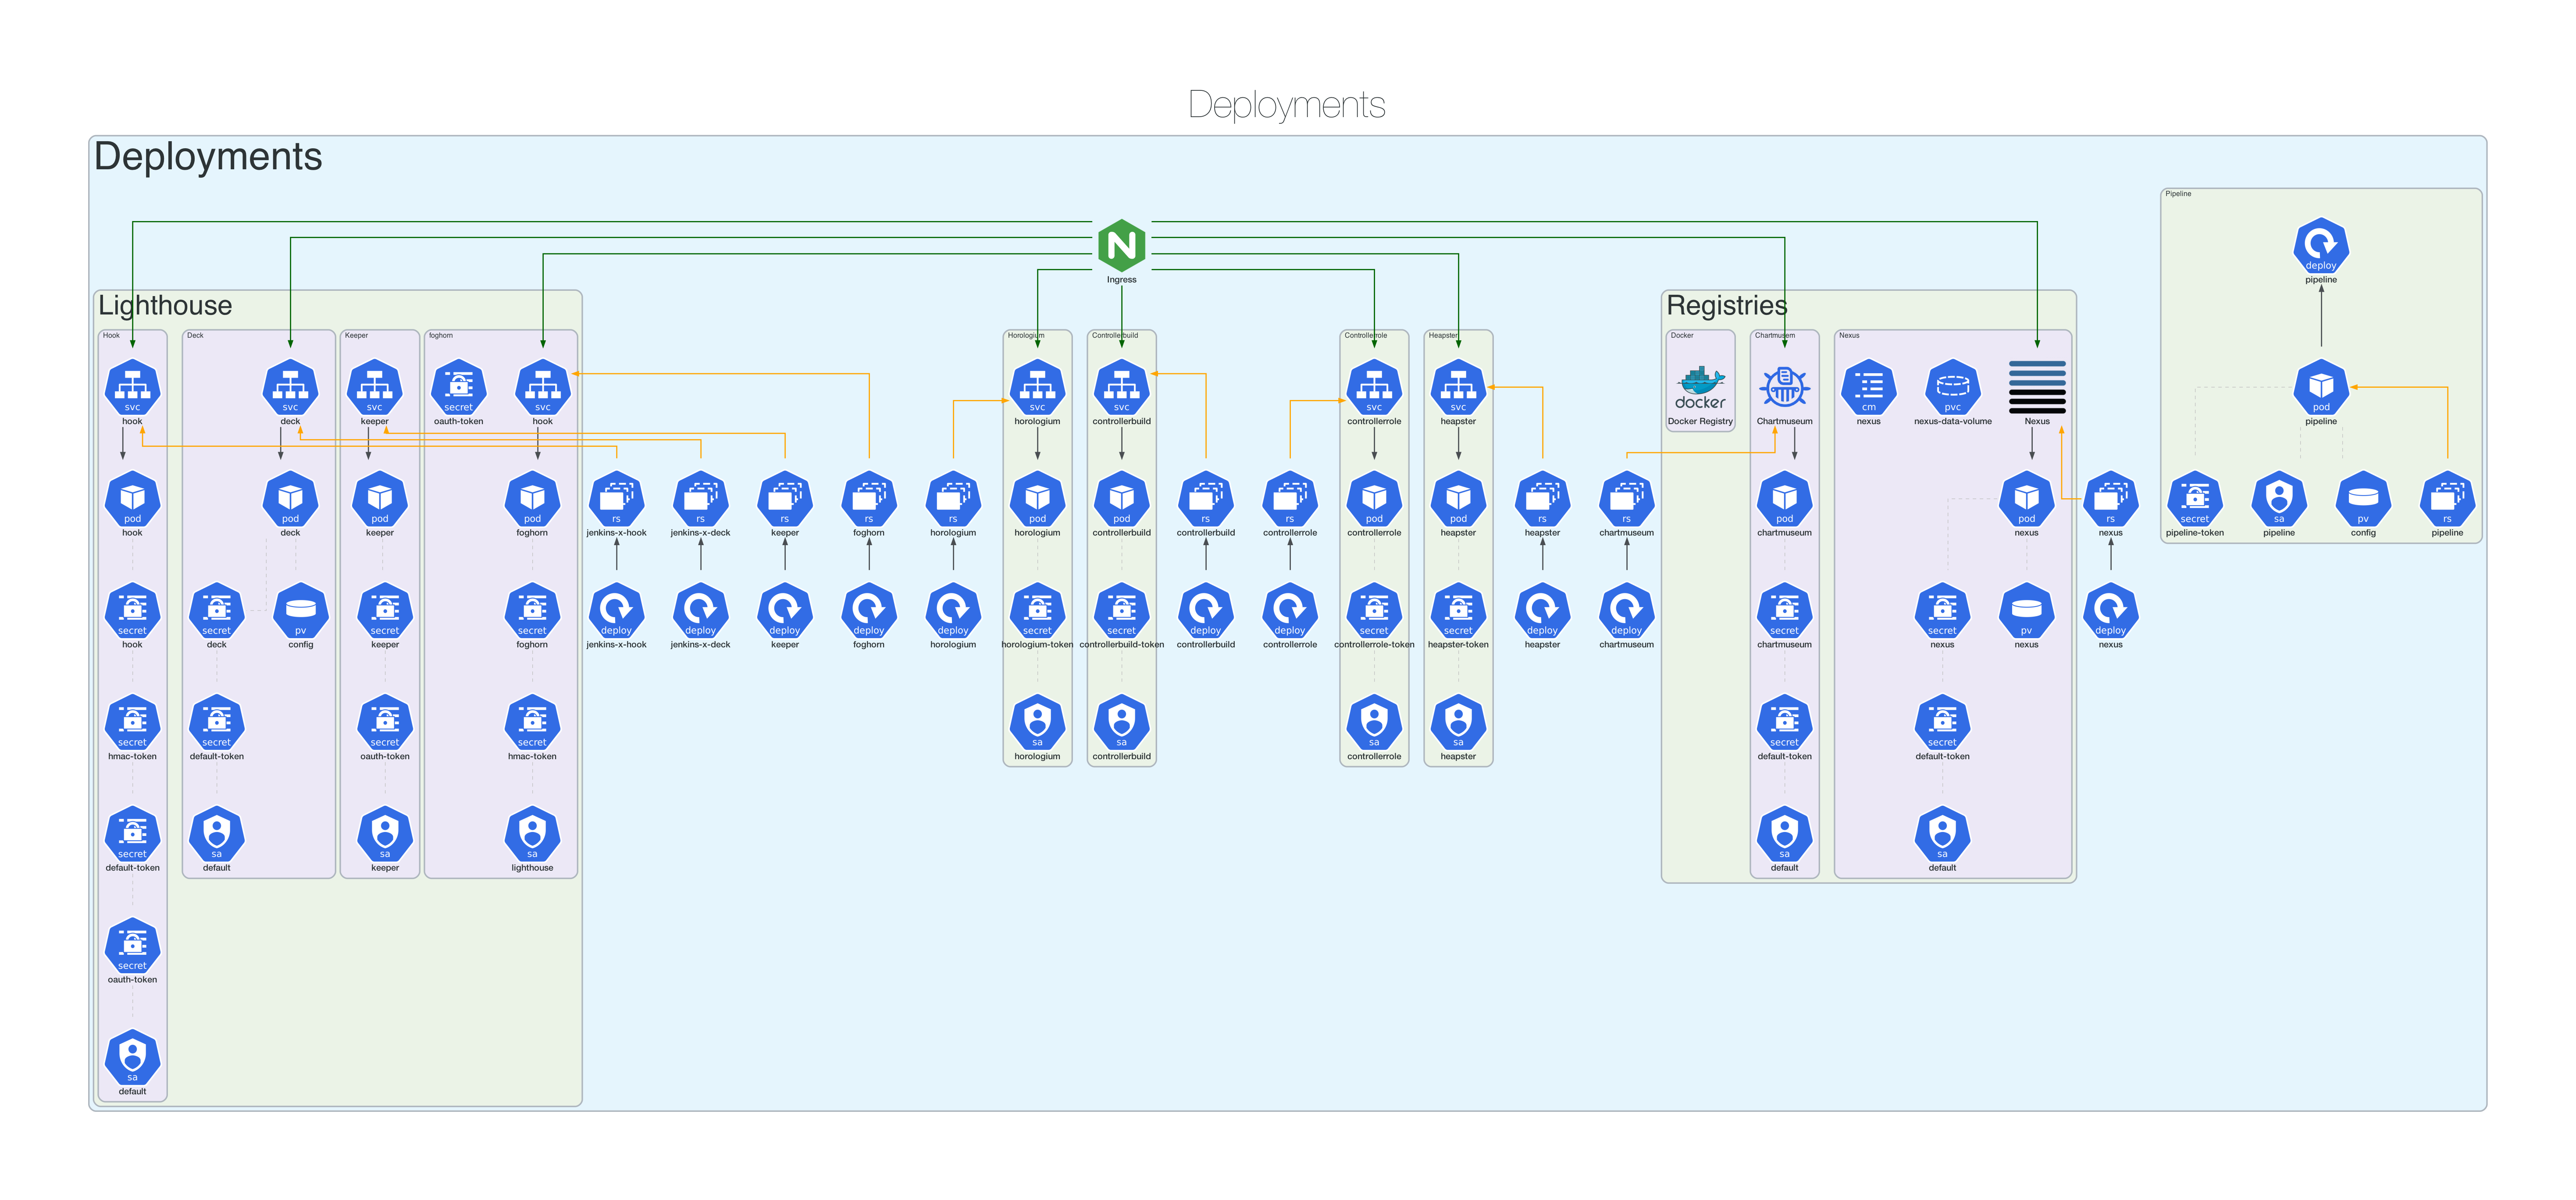 Deployments
Deployments
Pipeline
deploy
pipeline
N
Ingress
Lighthouse
Registries
Hook
Deck
Keeper
foghorn
Horologium
Controllerbuild
Controllerrole
Heapster
Docker
Chartmusem
Nexus
svc
svc
svc
secret
svc
svc
svc
svc
svc
docker
cm
pvc
pod
hook
deck
keeper
oauth-token
hook
horologium
controllerbuild
controllerrole
heapster
Docker Registry
Chartmuseum
nexus
nexus-data-volume
Nexus
pipeline
pod
pod
pod
pod
rs
rs
rs
rs
rs
pod
pod
rs
rs
pod
pod
rs
rs
pod
pod
rs
secret
sa
pv
rs
hook
deck
keeper
foghorn
jenkins-x-hook
jenkins-x-deck
keeper
foghorn
horologium
horologium
controllerbuild
controllerbuild
controllerrole
controllerrole
heapster
heapster
chartmuseum
chartmuseum
nexus
nexus
pipeline-token
pipeline
config
pipeline
secret
secret
pv
secret
secret
deploy
deploy
deploy
deploy
deploy
secret
secret
deploy
deploy
secret
secret
deploy
deploy
secret
secret
pv
deploy
hook
deck
config
keeper
foghorn
jenkins-x-hook
jenkins-x-deck
keeper
foghorn
horologium
horologium-token
controllerbuild-token
controllerbuild
controllerrole
controllerrole-token
heapster-token
heapster
chartmuseum
chartmuseum
nexus
nexus
nexus
secret
secret
secret
secret
sa
sa
sa
sa
secret
secret
hmac-token
default-token
oauth-token
hmac-token
horologium
controllerbuild
controllerrole
heapster
default-token
default-token
secret
sa
sa
sa
sa
sa
default-token
default
keeper
lighthouse
default
default
secret
oauth-token
sa
default